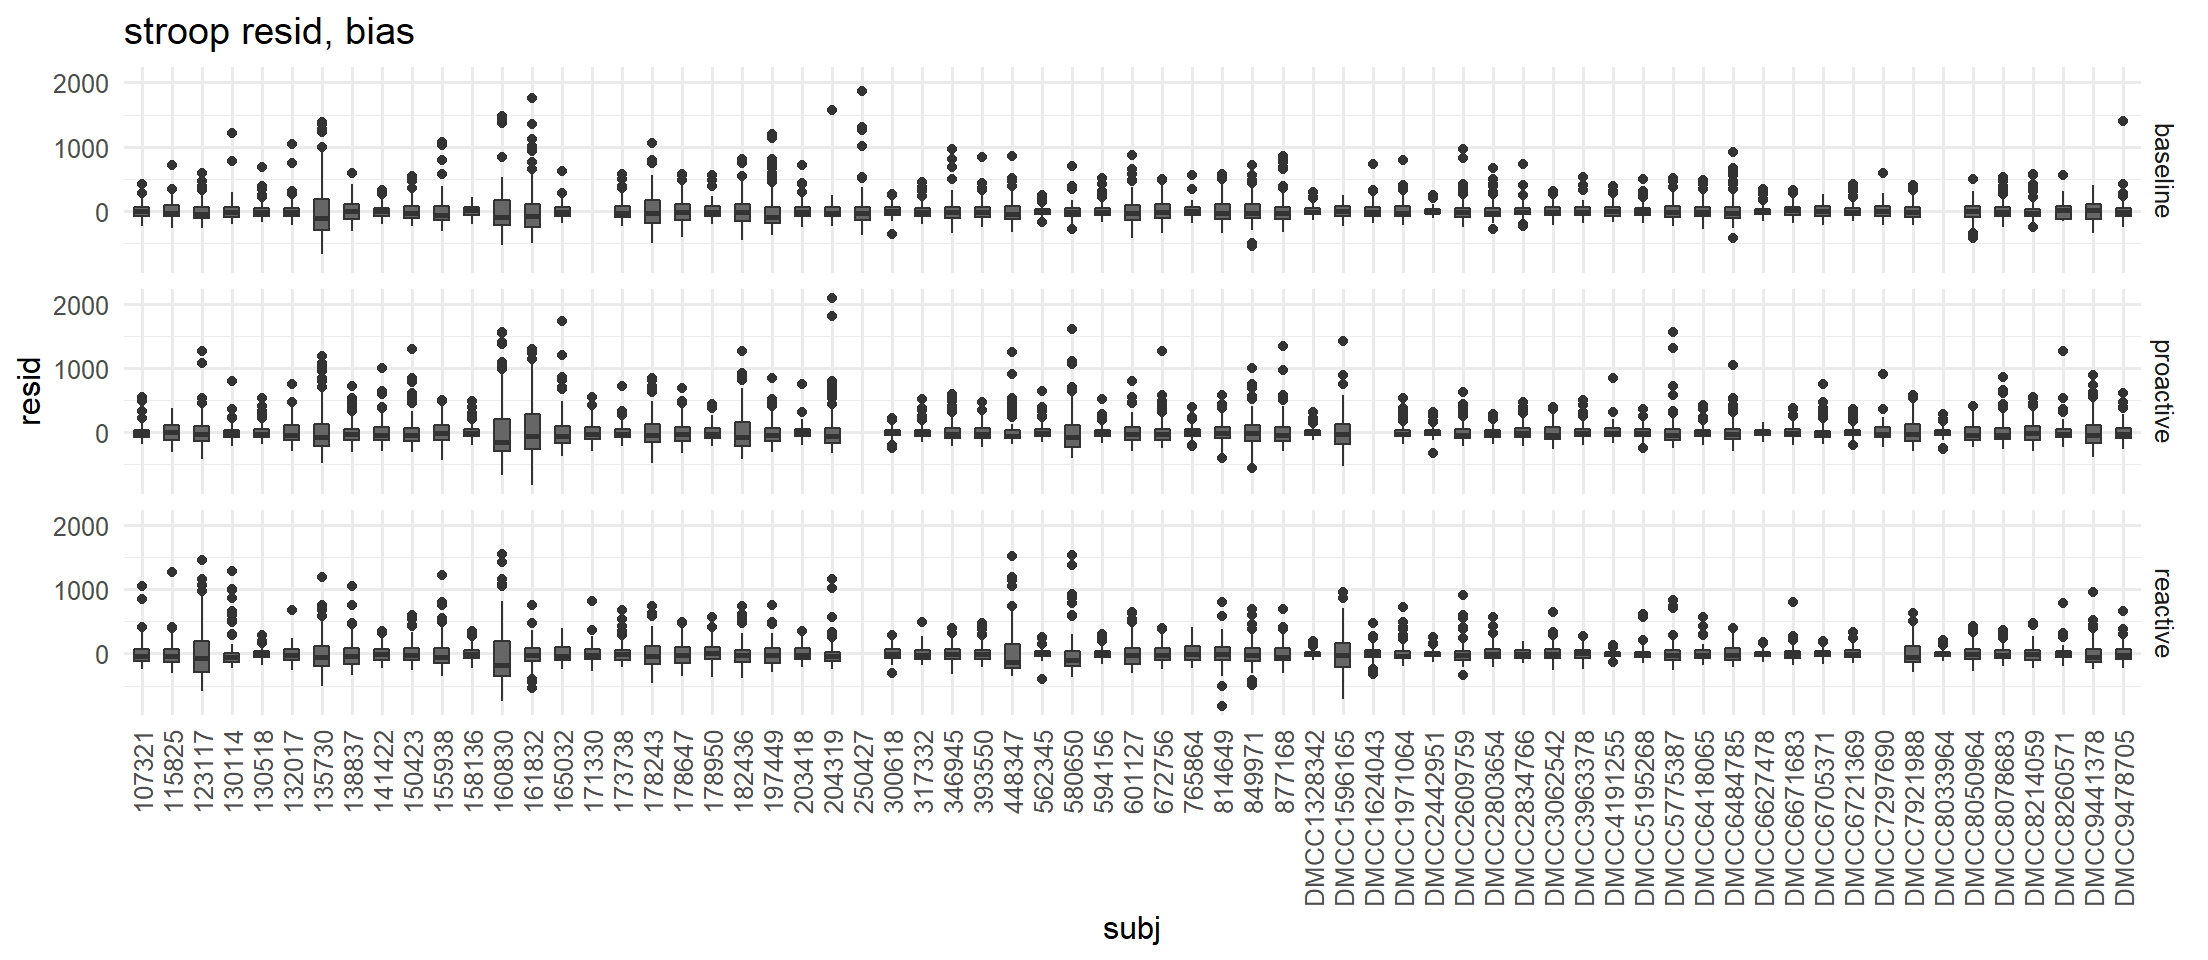 stroop resid, bias
resid
2000
1000
0
baseline
2000
1000
0
proactive
2000
1000
0
reactive
107321
115825
123117
130114
130518
132017
135730
138837
141422
150423
155938
158136
160830
161832
165032
171330
173738
178243
178647
178950
182436
197449
203418
204319
250427
300618
317332
346945
393550
448347
562345
580650
594156
601127
672756
765864
814649
849971
877168
DMCC1328342
DMCC1596165
DMCC1624043
DMCC1971064
DMCC2442951
DMCC2609759
DMCC2803654
DMCC2834766
DMCC3062542
DMCC3963378
DMCC4191255
DMCC5195268
DMCC5775387
DMCC6418065
DMCC6484785
DMCC6627478
DMCC6671683
DMCC6705371
DMCC6721369
DMCC7297690
DMCC7921988
DMCC8033964
DMCC8050964
DMCC8078683
DMCC8214059
DMCC8260571
DMCC9441378
DMCC9478705
subj